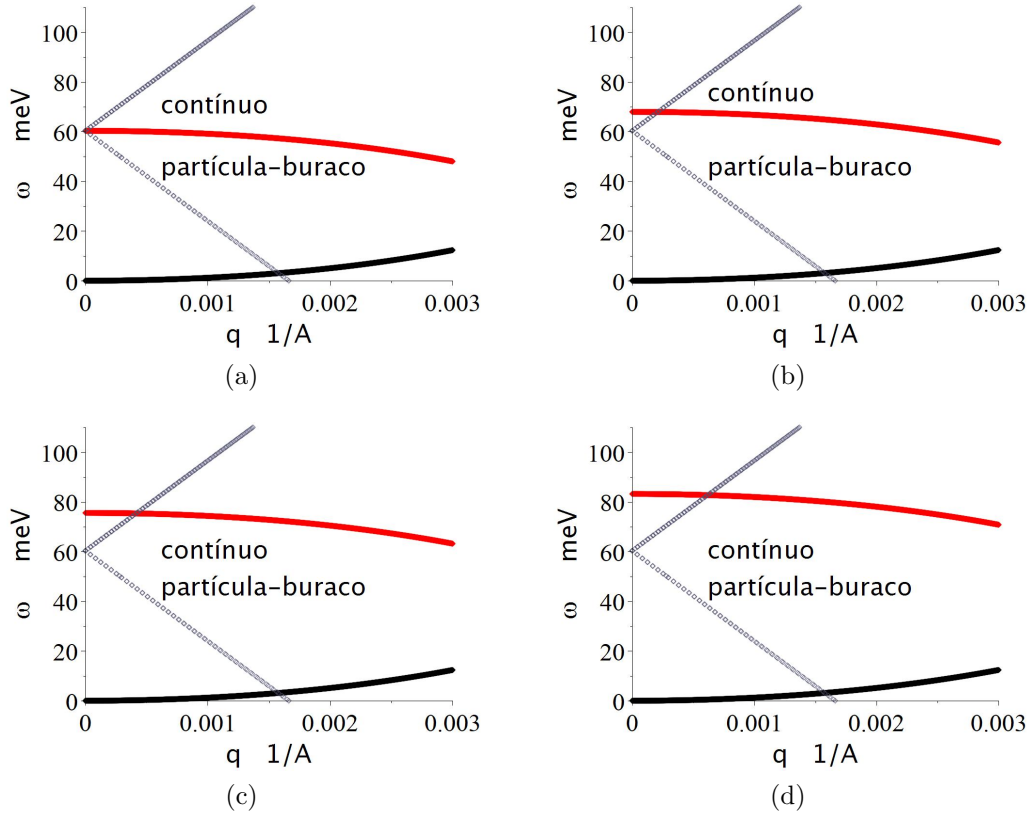 100
80
60
40
20
0
ω meV
contínuo
partícula-buraco
0 0.001 0.002 0.003
q 1/A
(a)
100
80
60
40
20
0
ω meV
contínuo
partícula-buraco
0 0.001 0.002 0.003
q 1/A
(b)
100
80
60
40
20
0
ω meV
contínuo
partícula-buraco
0 0.001 0.002 0.003
q 1/A
(c)
100
80
60
40
20
0
ω meV
contínuo
partícula-buraco
0 0.001 0.002 0.003
q 1/A
(d)